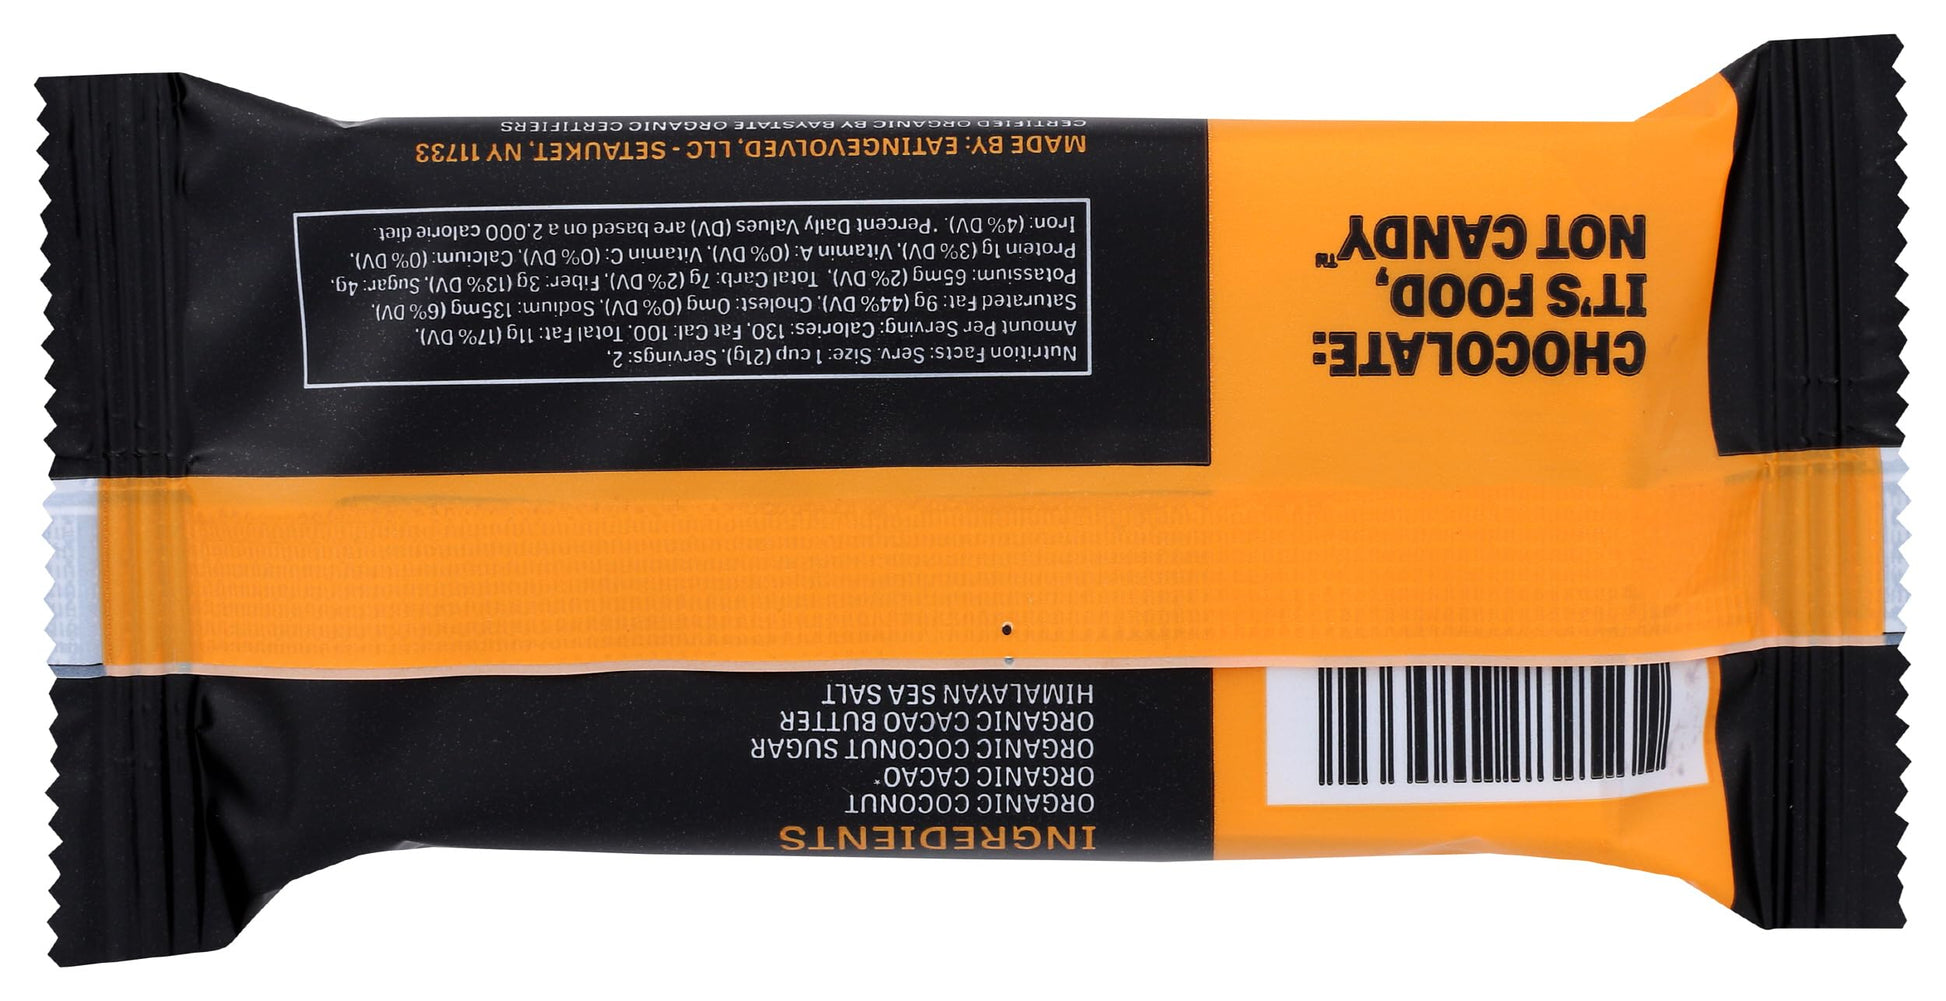 INGREDIENTS
ORGANIC COCONUT
ORGANIC CACAO*
ORGANIC COCONUT SUGAR
ORGANIC CACAO BUTTER
HIMALAYAN SEA SALT
CHOCOLATE:
IT'S FOOD,
NOT CANDY™
Nutrition Facts: Serv. Size: 1 cup (21g), Servings: 2,
Amount Per Serving: Calories: 130, Fat Cal: 100, Total Fat: 11g (17% DV),
Saturated Fat: 9g (44% DV), Cholest: 0mg (0% DV), Sodium: 135mg (6% DV),
Potassium: 65mg (2% DV), Total Carb: 7g (2% DV), Fiber: 3g (13% DV), Sugar: 4g,
Protein 1g (3% DV), Vitamin A: (0% DV), Vitamin C: (0% DV), Calcium: (0% DV),
Iron: (4% DV). *Percent Daily Values (DV) are based on a 2,000 calorie diet.
MADE BY: EATINGEVOLVED, LLC - SETAUKET, NY 11733
CERTIFIED ORGANIC BY BAYSTATE ORGANIC CERTIFIERS